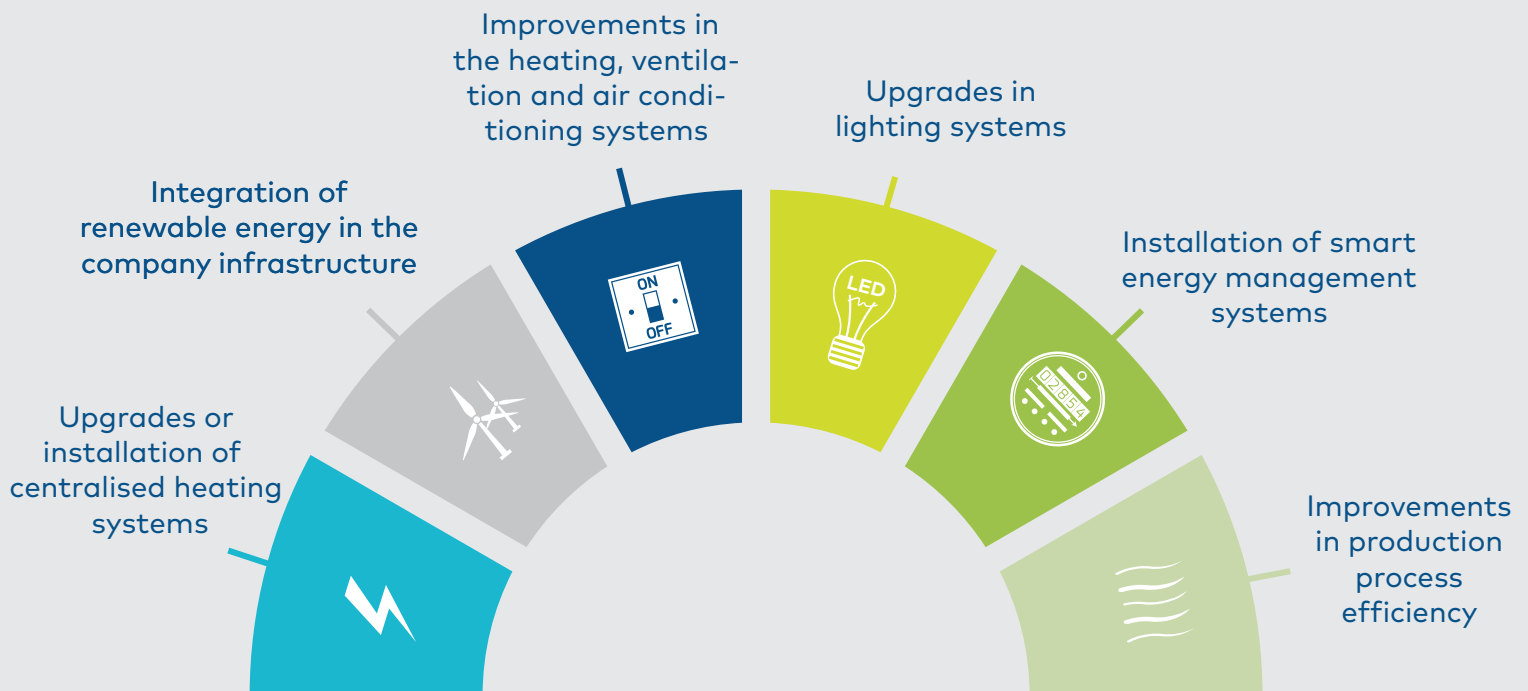 Improvements in
the heating, ventila-
tion and air condi-
tioning systems
Upgrades in
lighting systems
Integration of
renewable energy in the
company infrastructure
Installation of smart
energy management
systems
Upgrades or
installation of
centralised heating
systems
Improvements
in production
process
efficiency
ON
OFF
LED
02854